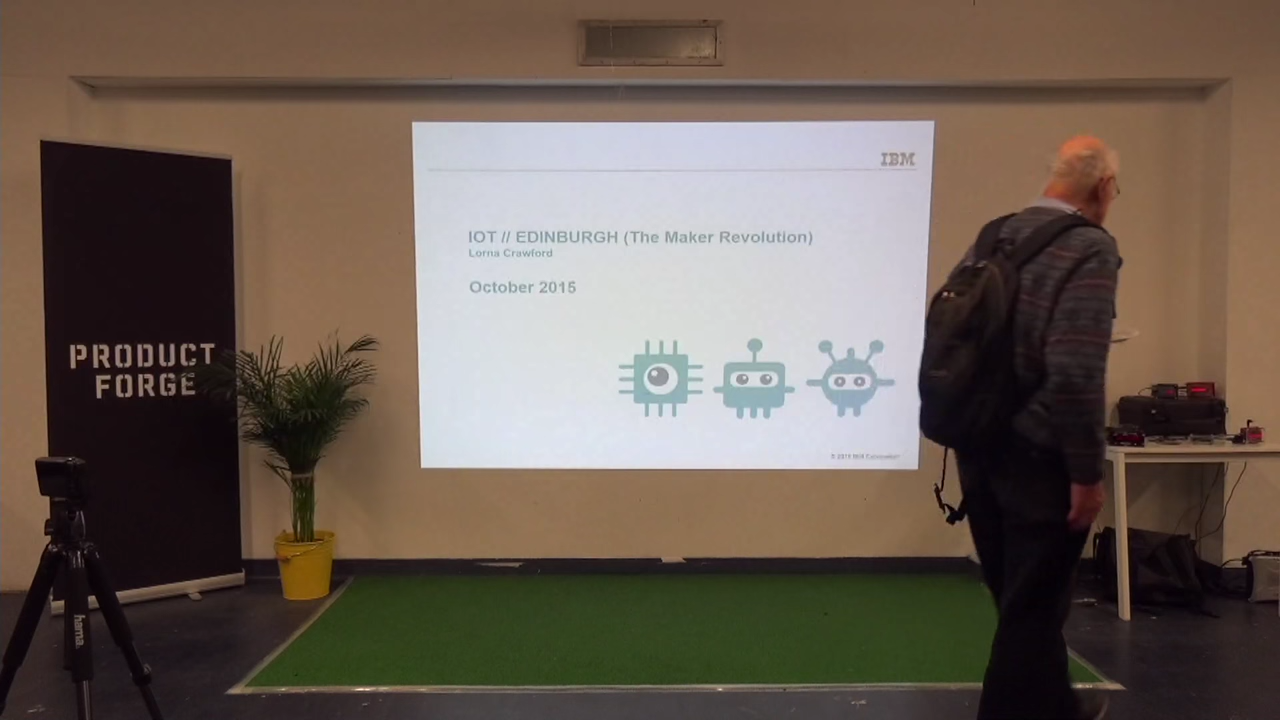 PRODUCT
FORGE
IBM
IOT // EDINBURGH (The Maker Revolution)
Lorna Crawford
October 2015
hama